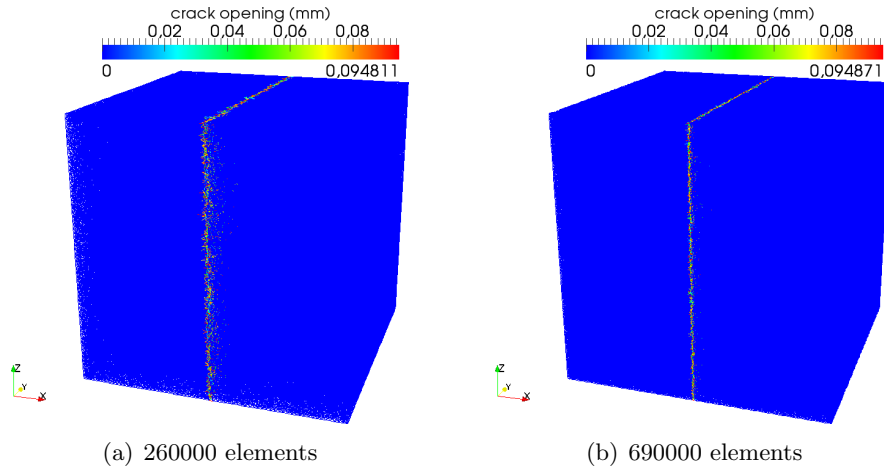 crack opening (mm)
0,02 0,04 0,06 0,08
0 0,094811
Z
Y
X
(a) 260000 elements
crack opening (mm)
0,02 0,04 0,06 0,08
0 0,094871
Z
Y
X
(b) 690000 elements